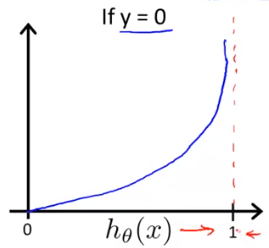 If y = 0
0 hθ(x) → 1 ←